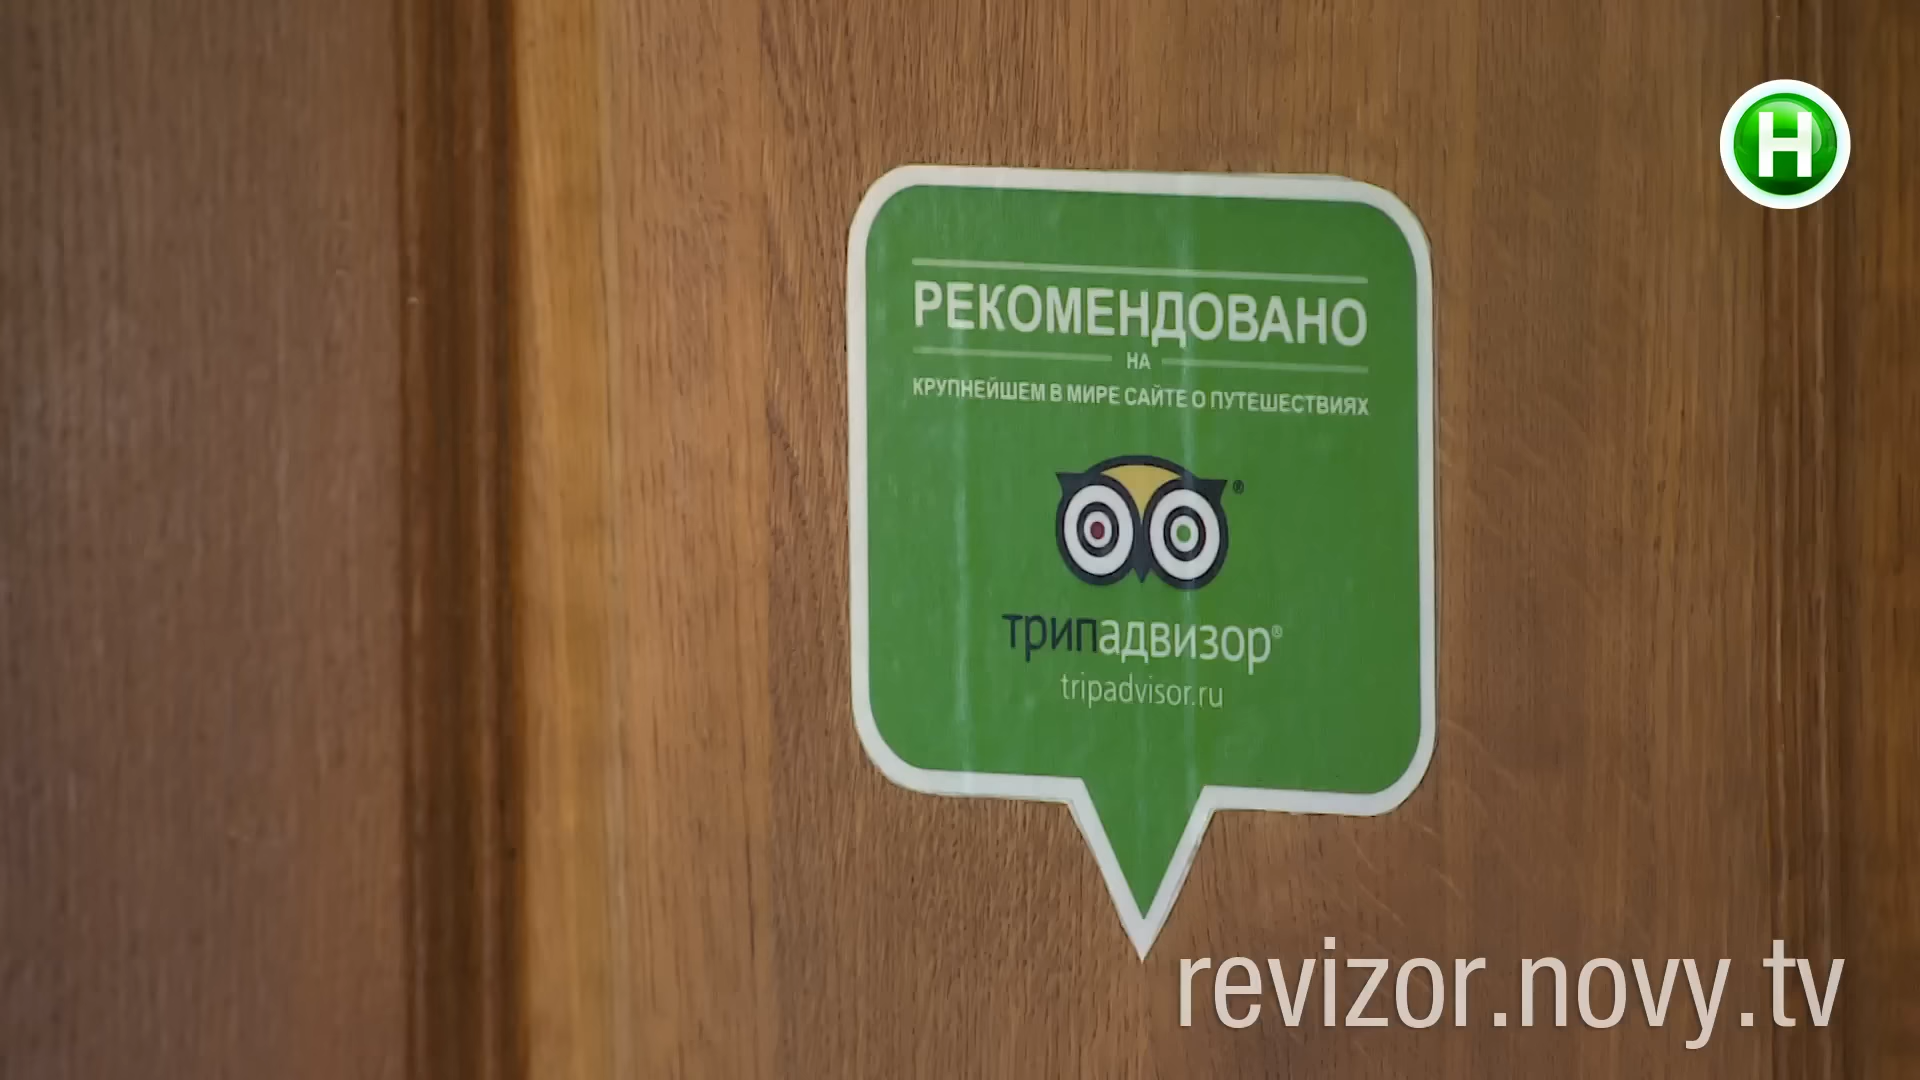 Н
РЕКОМЕНДОВАНО
НА
КРУПНЕЙШЕМ В МИРЕ САЙТЕ О ПУТЕШЕСТВИЯХ
®
трипадвизор®
tripadvisor.ru
revizor.novy.tv